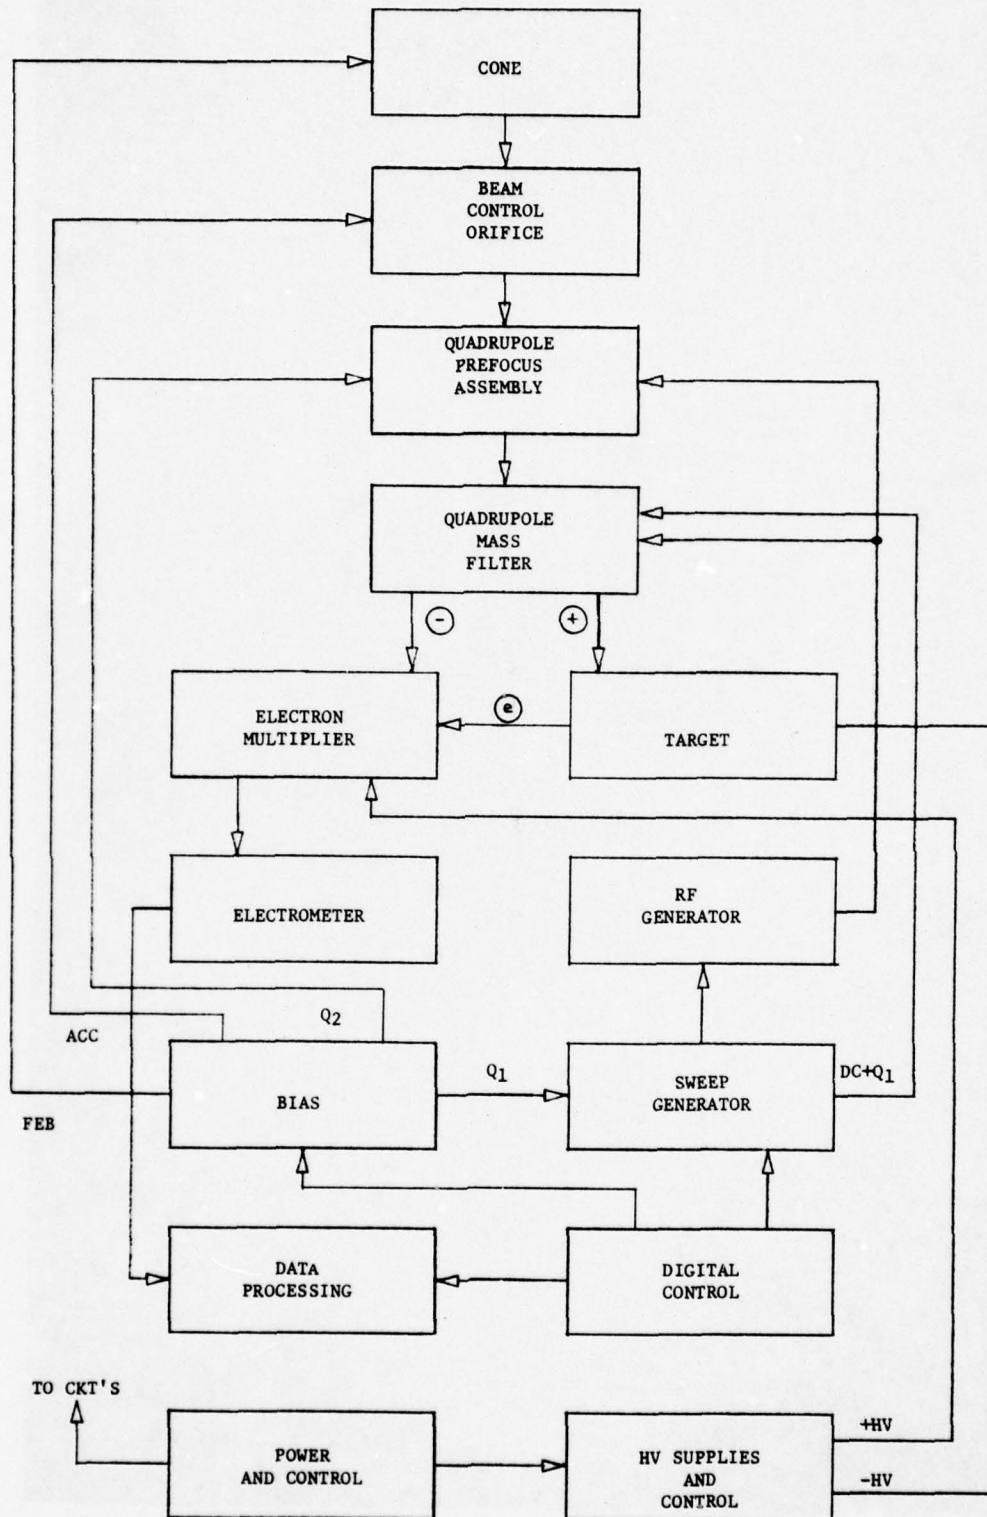 CONE
BEAM
CONTROL
ORIFICE
QUADRUPOLE
PREFOCUS
ASSEMBLY
QUADRUPOLE
MASS
FILTER
-
+
ELECTRON
MULTIPLIER
e
TARGET
ELECTROMETER
RF
GENERATOR
ACC
Q2
BIAS
Q1
SWEEP
GENERATOR
DC+Q1
FEB
DATA
PROCESSING
DIGITAL
CONTROL
TO CKT'S
POWER
AND CONTROL
HV SUPPLIES
AND
CONTROL
+HV
-HV